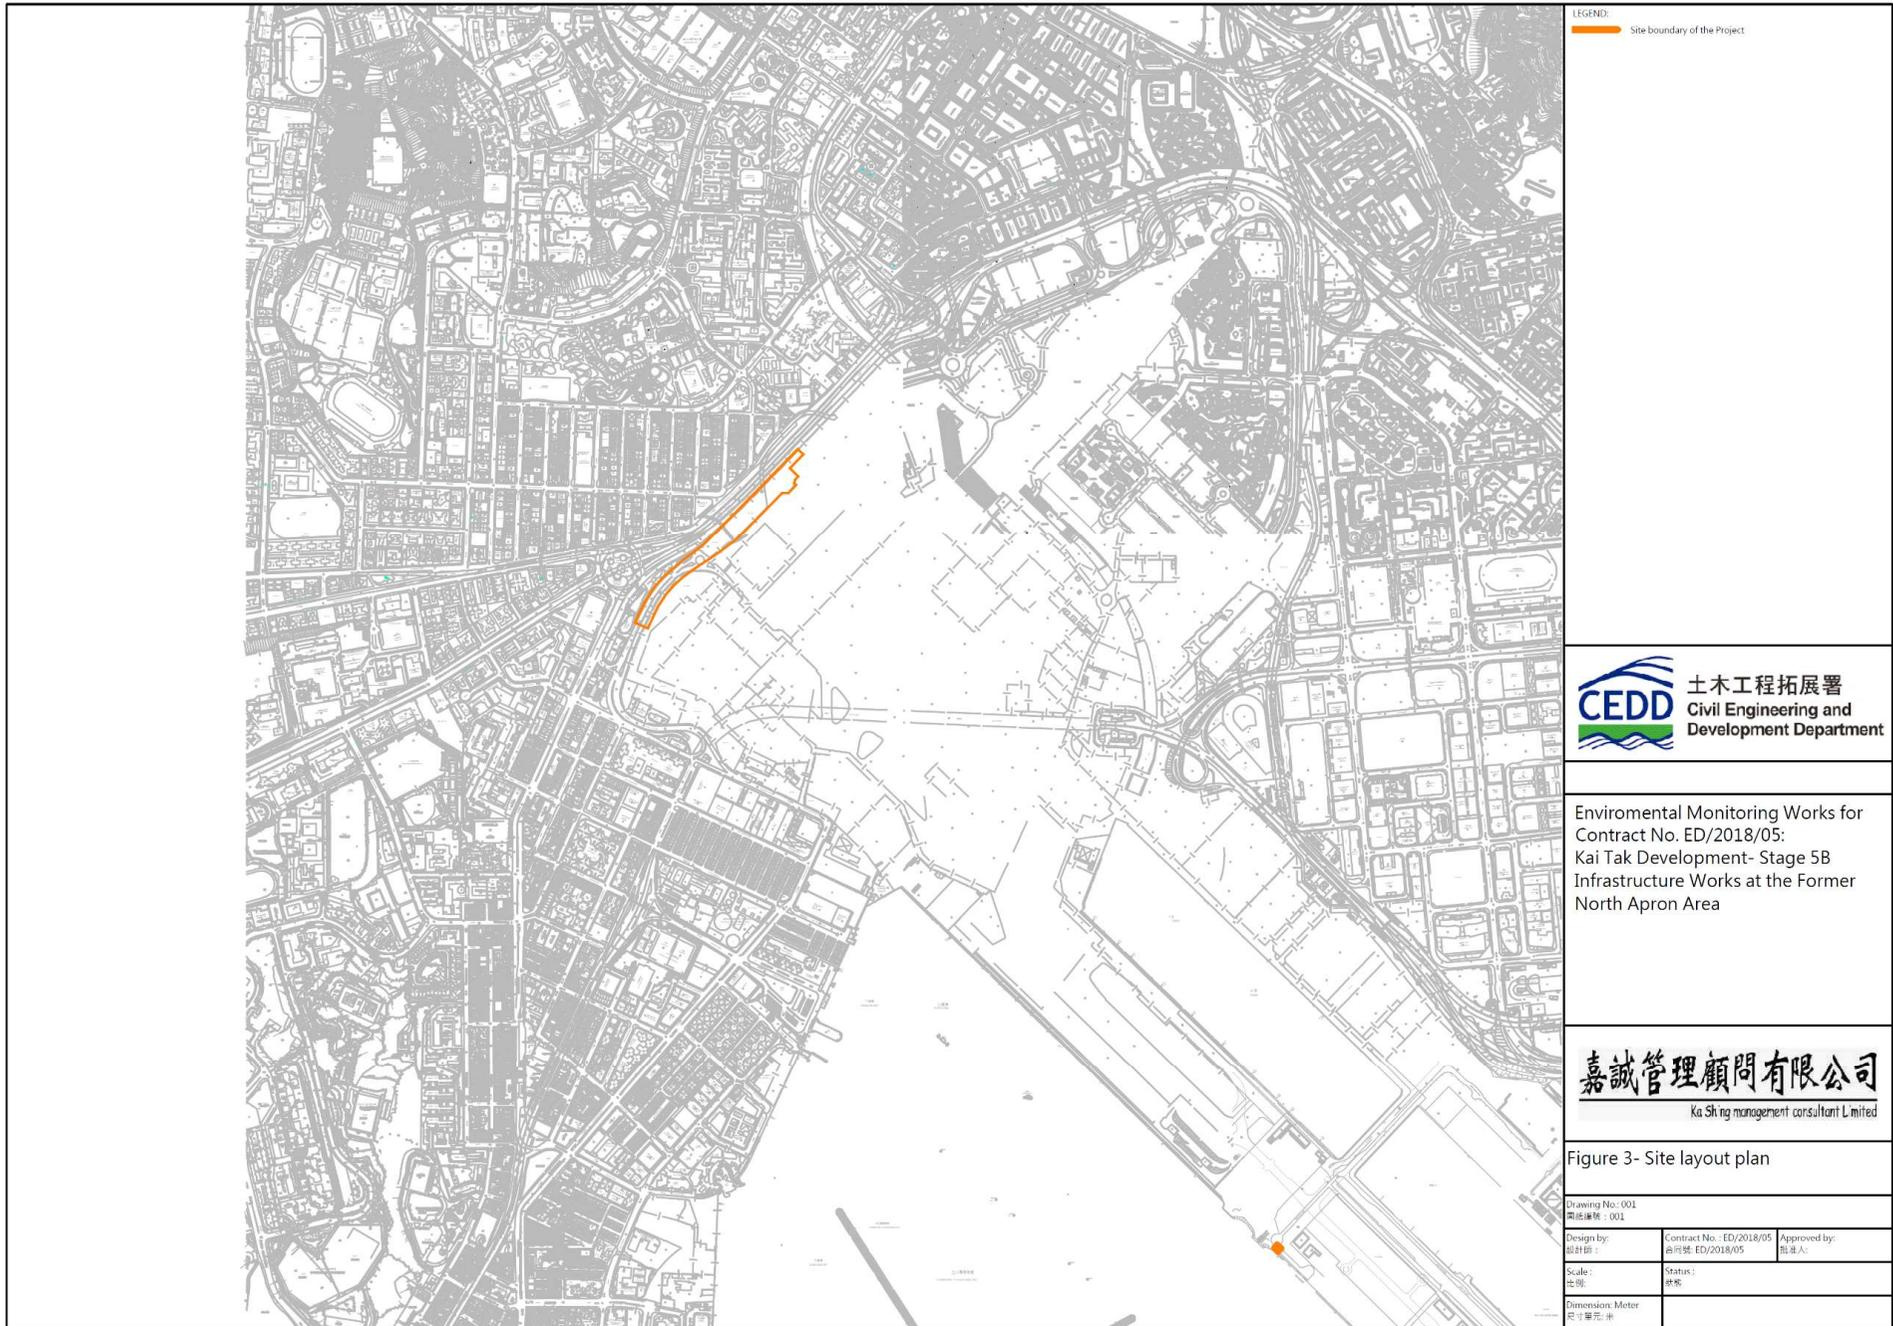 LEGEND:
Site boundary of the Project
CEDD
土木工程拓展署
Civil Engineering and
Development Department
Enviromental Monitoring Works for
Contract No. ED/2018/05:
Kai Tak Development- Stage 5B
Infrastructure Works at the Former
North Apron Area
嘉誠管理顧問有限公司
Ka Shing management consultant Limited
Figure 3- Site layout plan
Drawing No.: 001
圖紙編號 : 001
Design by:
設計師 :
Contract No. : ED/2018/05
合同號: ED/2018/05
Approved by:
批准人:
Scale :
比例:
Status :
狀態
Dimension: Meter
尺寸單元: 米